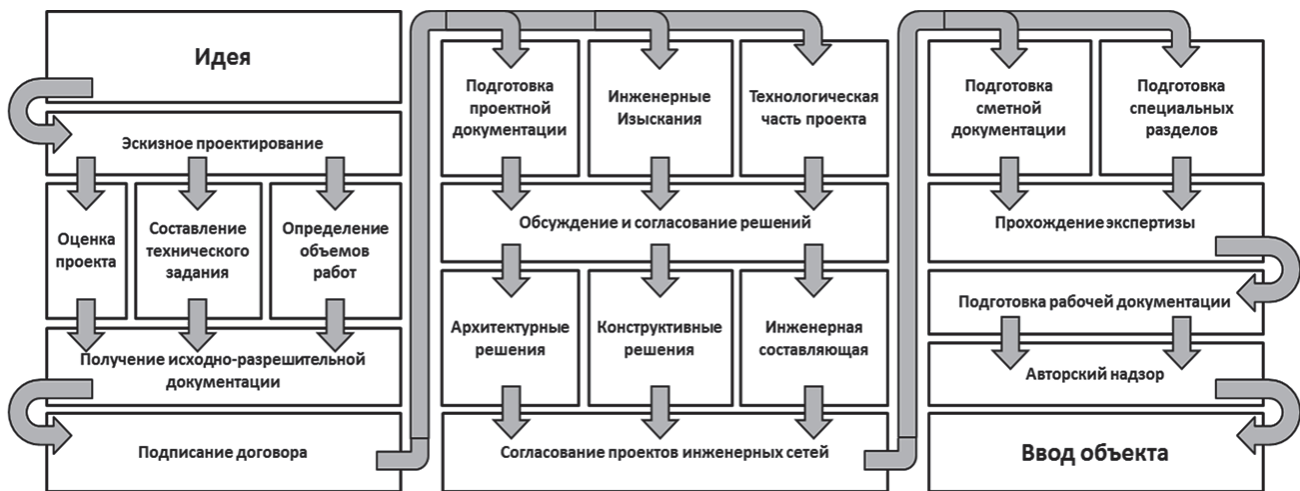 Идея
Эскизное проектирование
Оценка
проекта
Составление
технического
задания
Определение
объемов
работ
Получение исходно-разрешительной
документации
Подписание договора
Подготовка
проектной
документации
Инженерные
Изыскания
Технологическая
часть проекта
Обсуждение и согласование решений
Архитектурные
решения
Конструктивные
решения
Инженерная
составляющая
Согласование проектов инженерных сетей
Подготовка
сметной
документации
Подготовка
специальных
разделов
Прохождение экспертизы
Подготовка рабочей документации
Авторский надзор
Ввод объекта